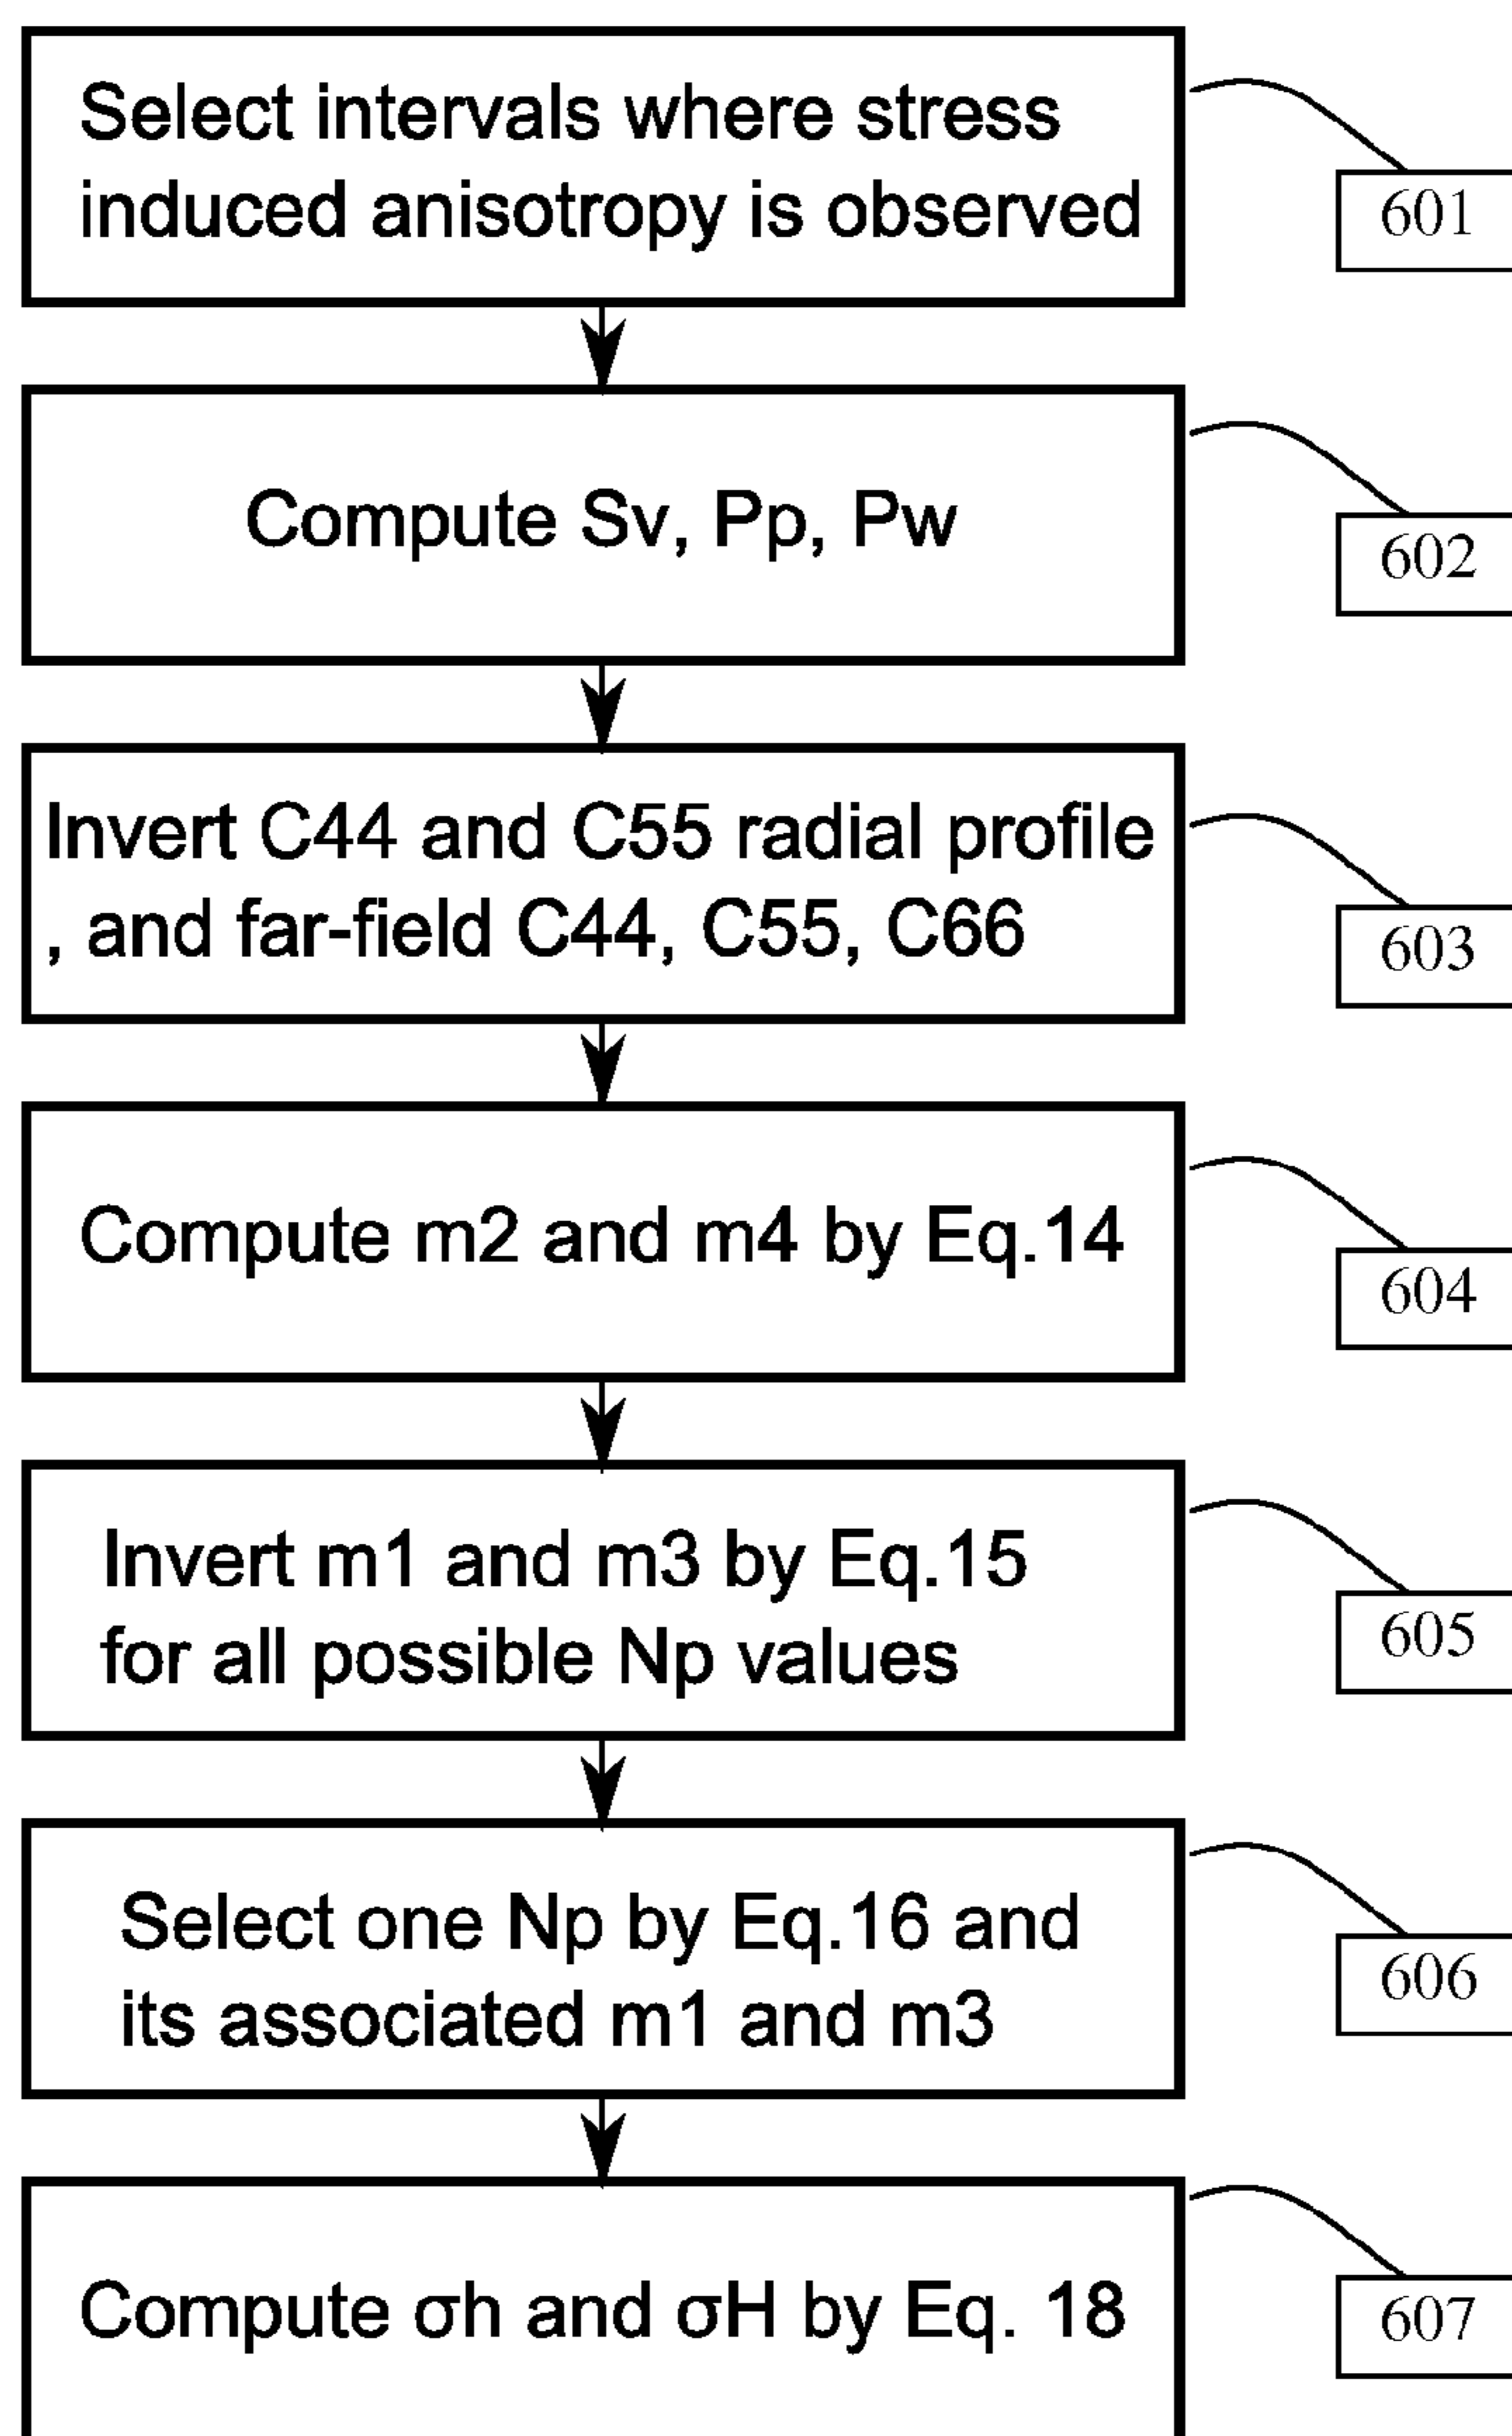 Select intervals where stress
induced anisotropy is observed
601
Compute Sv, Pp, Pw
602
Invert C44 and C55 radial profile
, and far-field C44, C55, C66
603
Compute m2 and m4 by Eq.14
604
Invert m1 and m3 by Eq.15
for all possible Np values
605
Select one Np by Eq.16 and
its associated m1 and m3
606
Compute σh and σH by Eq. 18
607